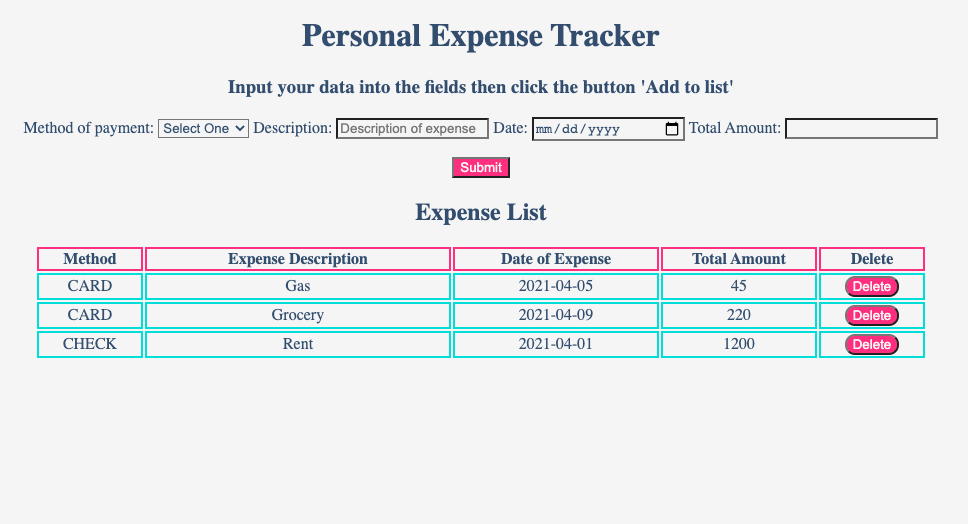 Personal Expense Tracker
Input your data into the fields then click the button 'Add to list'
Method of payment: Select One Description: Description of expense Date: mm/dd/yyyy Total Amount:
Submit
Expense List
Method Expense Description Date of Expense Total Amount Delete
CARD Gas 2021-04-05 45 Delete
CARD Grocery 2021-04-09 220 Delete
CHECK Rent 2021-04-01 1200 Delete